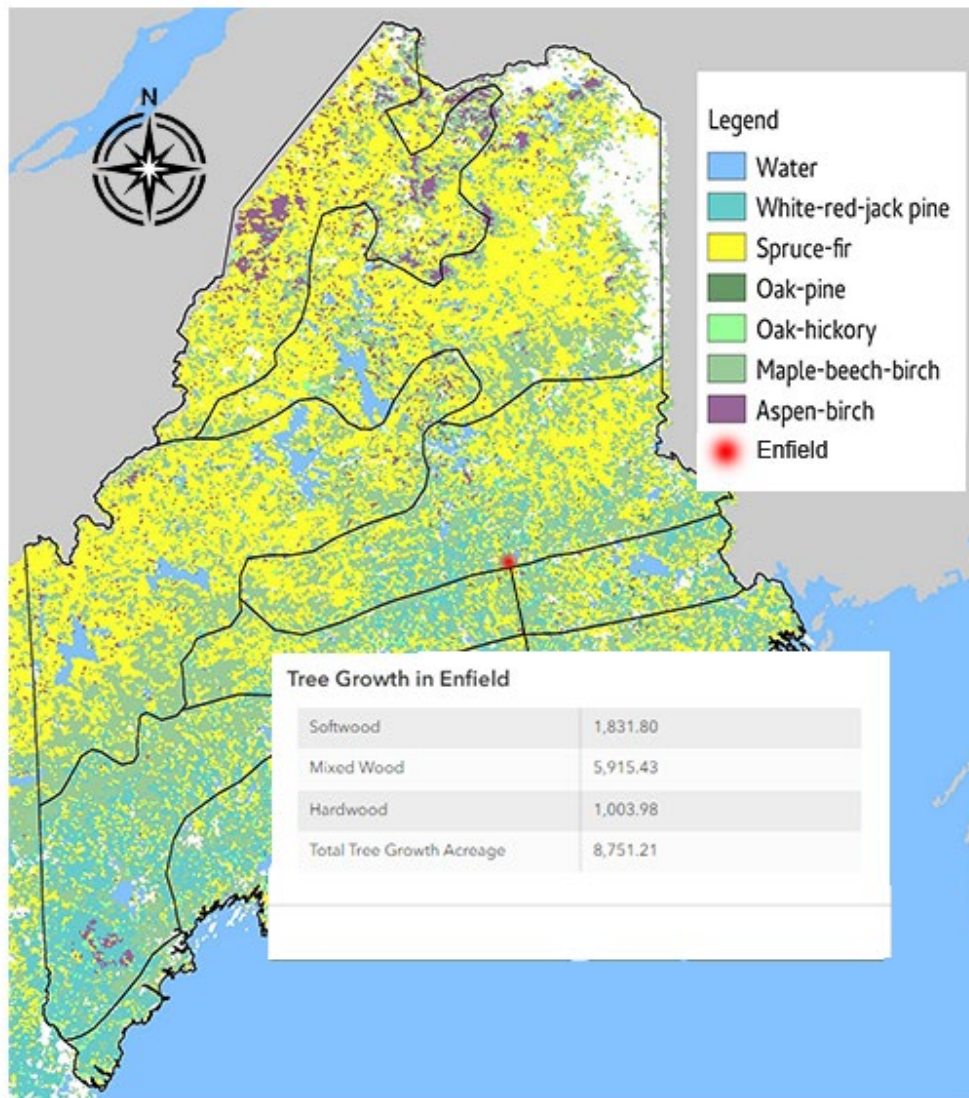 N
Legend
Water
White-red-jack pine
Spruce-fir
Oak-pine
Oak-hickory
Maple-beech-birch
Aspen-birch
Enfield
Tree Growth in Enfield
Softwood 1,831.80
Mixed Wood 5,915.43
Hardwood 1,003.98
Total Tree Growth Acreage 8,751.21